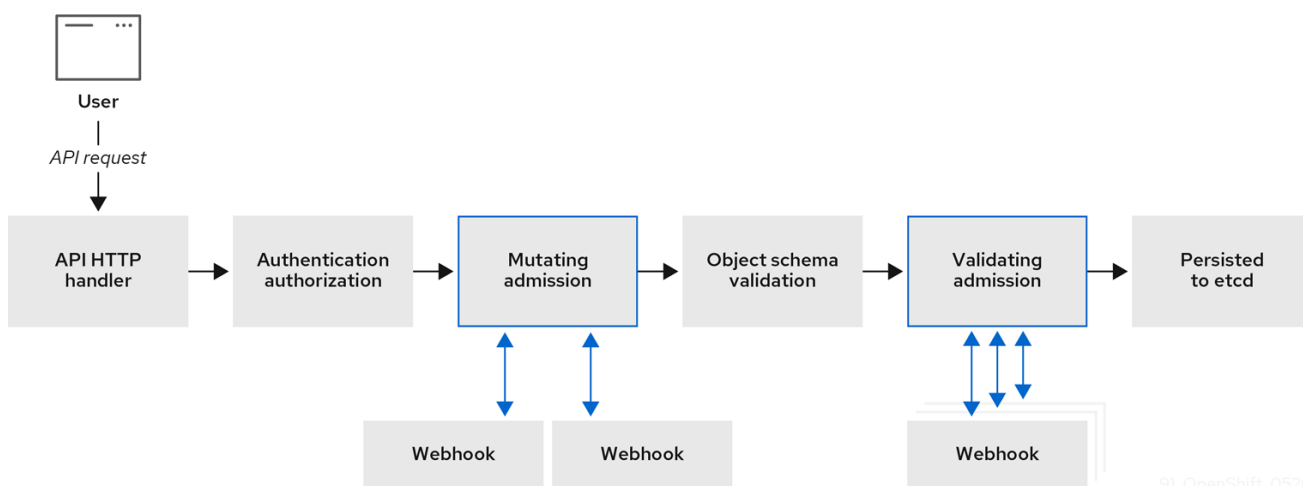 User
API request
API HTTP
handler
Authentication
authorization
Mutating
admission
Object schema
validation
Validating
admission
Persisted
to etcd
Webhook
Webhook
Webhook
91_OpenShift_052